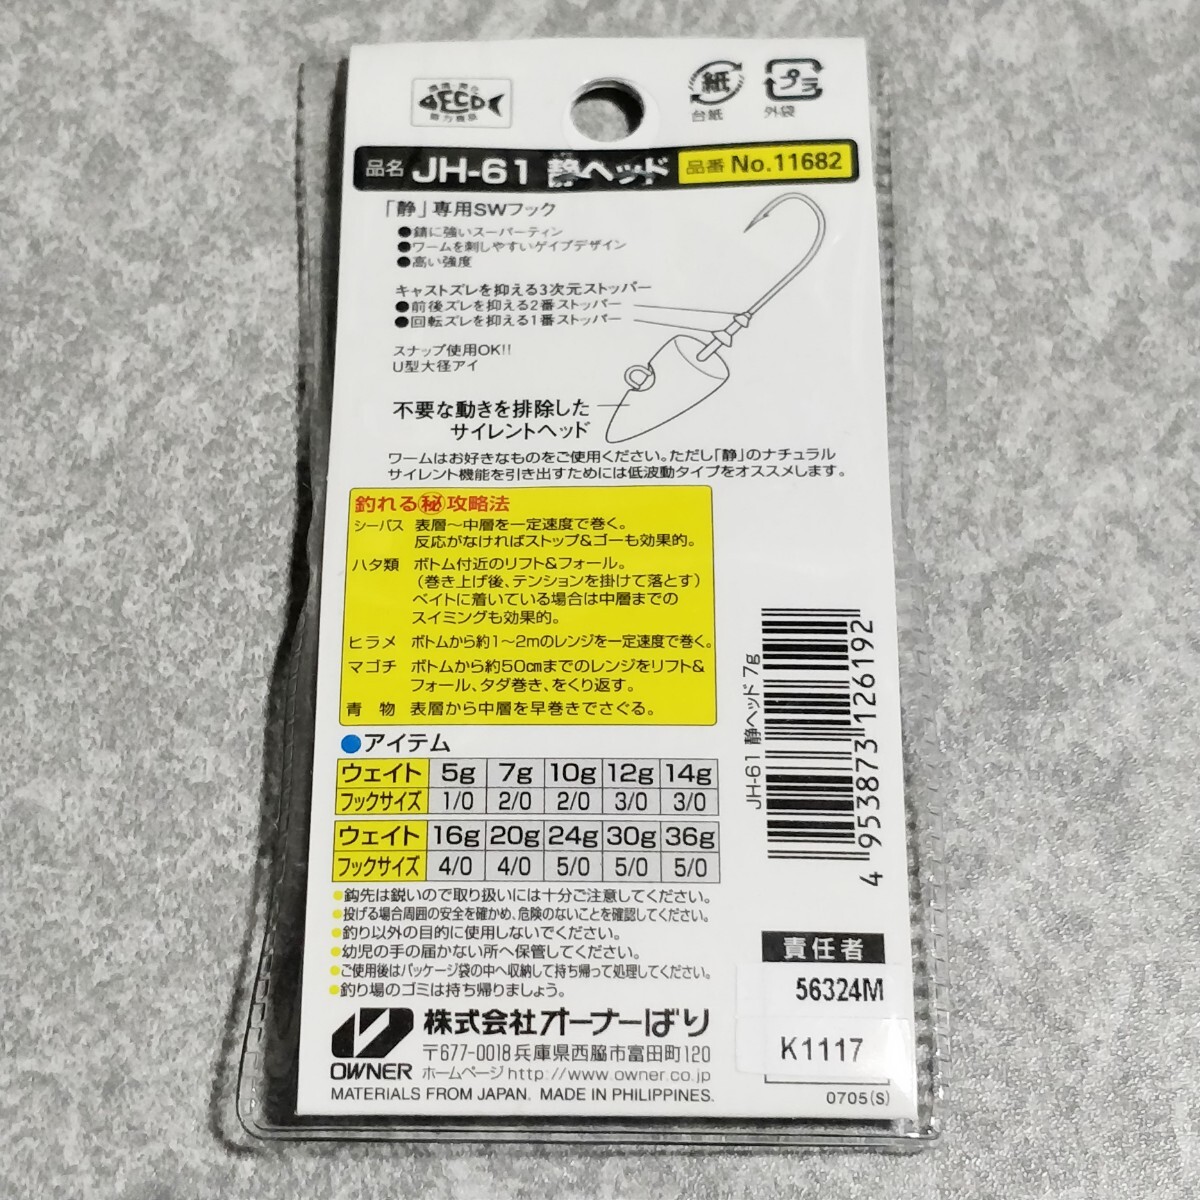 ECO
紙
台紙
プラ
外袋
品名 JH-61 静ヘッド 品番 No.11682
「静」専用SWフック
●錆に強いスーパーティン
●ワームを刺しやすいゲイブデザイン
●高い強度
キャストズレを抑える3次元ストッパー
●前後ズレを抑える2番ストッパー
●回転ズレを抑える1番ストッパー
スナップ使用OK!!
U型大径アイ
不要な動きを排除した
サイレントヘッド
ワームはお好きなものをご使用ください。ただし「静」のナチュラル
サイレント機能を引き出すためには低波動タイプをオススメします。
釣れる㊙攻略法
シーバス 表層〜中層を一定速度で巻く。
反応がなければストップ&ゴーも効果的。
ハタ類 ボトム付近のリフト&フォール。
(巻き上げ後、テンションを掛けて落とす)
ベイトに着いている場合は中層までの
スイミングも効果的。
ヒラメ ボトムから約1〜2mのレンジを一定速度で巻く。
マゴチ ボトムから約50cmまでのレンジをリフト&
フォール、タダ巻き、をくり返す。
青物 表層から中層を早巻きでさぐる。
●アイテム
ウェイト 5g 7g 10g 12g 14g
フックサイズ 1/0 2/0 2/0 3/0 3/0
ウェイト 16g 20g 24g 30g 36g
フックサイズ 4/0 4/0 5/0 5/0 5/0
●鈎先は鋭いので取り扱いには十分ご注意してください。
●投げる場合周囲の安全を確かめ、危険のないことを確認してください。
●釣り以外の目的に使用しないでください。
●幼児の手の届かない所へ保管してください。
●ご使用後はパッケージ袋の中へ収納して持ち帰って処理してください。
●釣り場のゴミは持ち帰りましょう。
OWNER
株式会社オーナーばり
〒677-0018 兵庫県西脇市富田町120
ホームページ http://www.owner.co.jp
MATERIALS FROM JAPAN. MADE IN PHILIPPINES.
JH-61 静ヘッド 7g
4 953873 126192
責任者
56324M
K1117
0705(S)